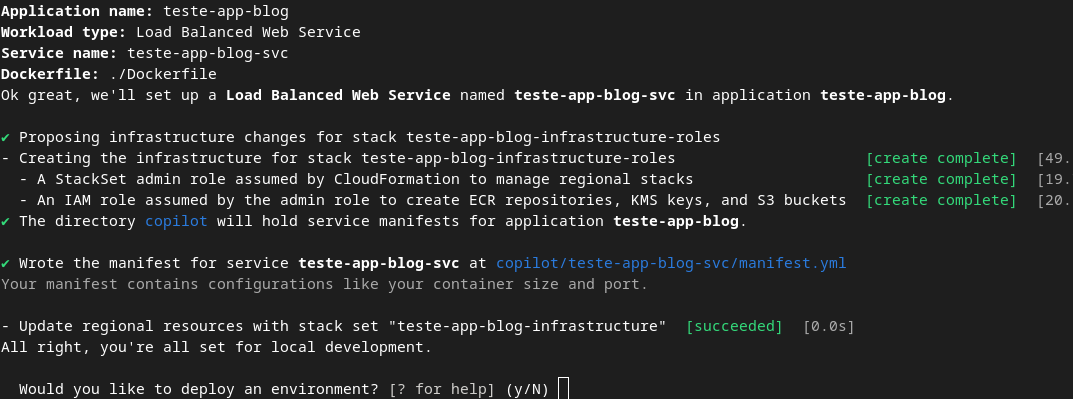 Application name: teste-app-blog
Workload type: Load Balanced Web Service
Service name: teste-app-blog-svc
Dockerfile: ./Dockerfile
Ok great, we'll set up a Load Balanced Web Service named teste-app-blog-svc in application teste-app-blog.
✔ Proposing infrastructure changes for stack teste-app-blog-infrastructure-roles
- Creating the infrastructure for stack teste-app-blog-infrastructure-roles [create complete] [49.
- A StackSet admin role assumed by CloudFormation to manage regional stacks [create complete] [19.
- An IAM role assumed by the admin role to create ECR repositories, KMS keys, and S3 buckets [create complete] [20.
✔ The directory copilot will hold service manifests for application teste-app-blog.
✔ Wrote the manifest for service teste-app-blog-svc at copilot/teste-app-blog-svc/manifest.yml
Your manifest contains configurations like your container size and port.
- Update regional resources with stack set "teste-app-blog-infrastructure" [succeeded] [0.0s]
All right, you're all set for local development.
Would you like to deploy an environment? [? for help] (y/N)